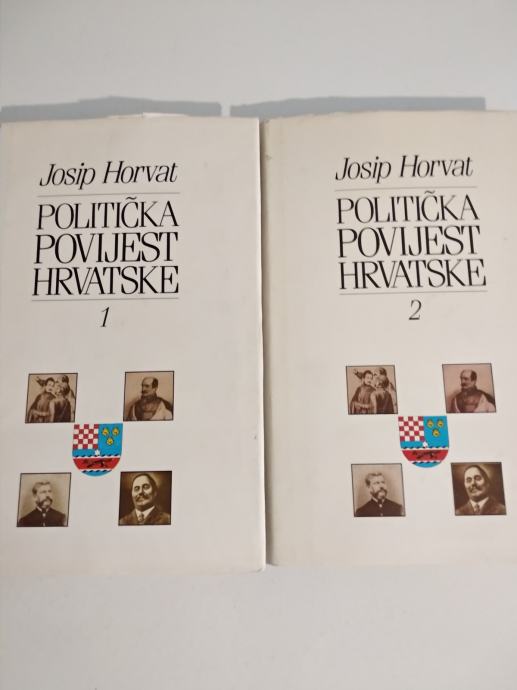 Josip Horvat
POLITIČKA
POVIJEST
HRVATSKE
1
Josip Horvat
POLITIČKA
POVIJEST
HRVATSKE
2